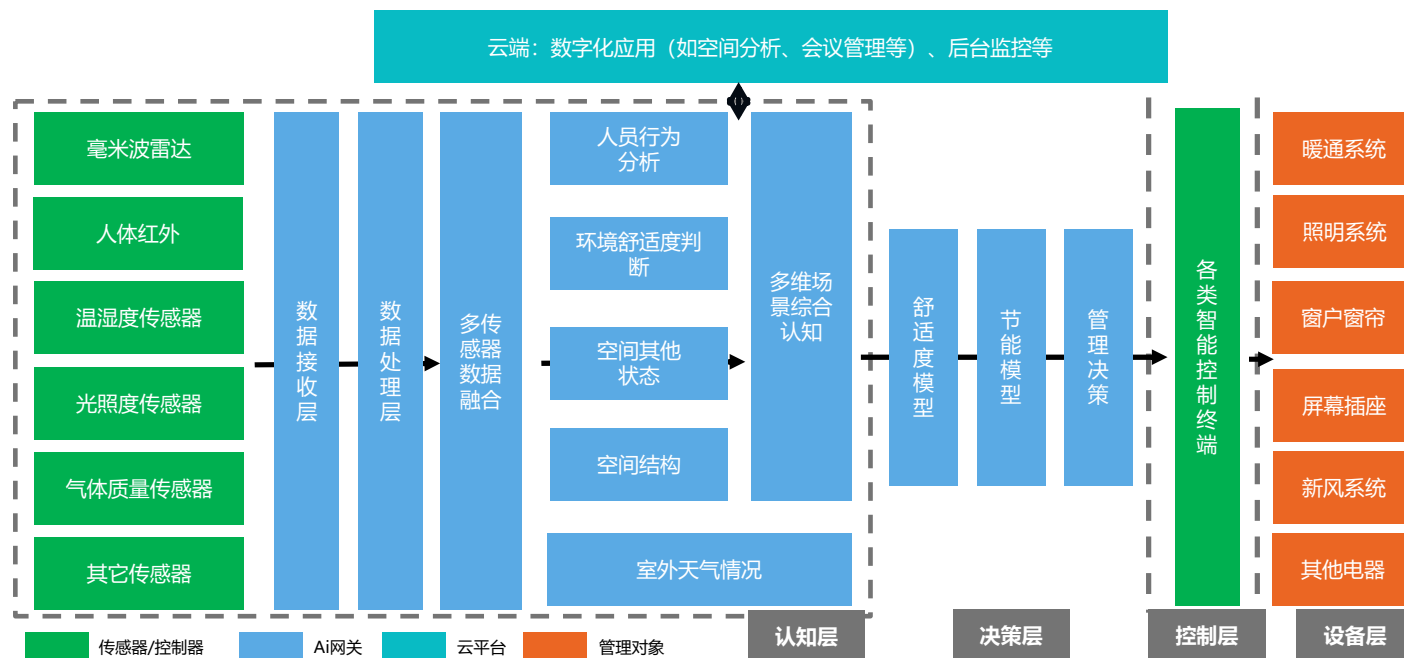 云端：数字化应用（如空间分析、会议管理等）、后台监控等
毫米波雷达
人体红外
温湿度传感器
光照度传感器
气体质量传感器
其它传感器
数据接收层
数据处理层
多传
感器
数据
融合
人员行为
分析
环境舒适度判
断
空间其他
状态
空间结构
室外天气情况
多维场
景综合
认知
舒适度模型
节能模型
管理决策
各类智能控制终端
暖通系统
照明系统
窗户窗帘
屏幕插座
新风系统
其他电器
认知层
决策层
控制层
设备层
传感器/控制器
Ai网关
云平台
管理对象